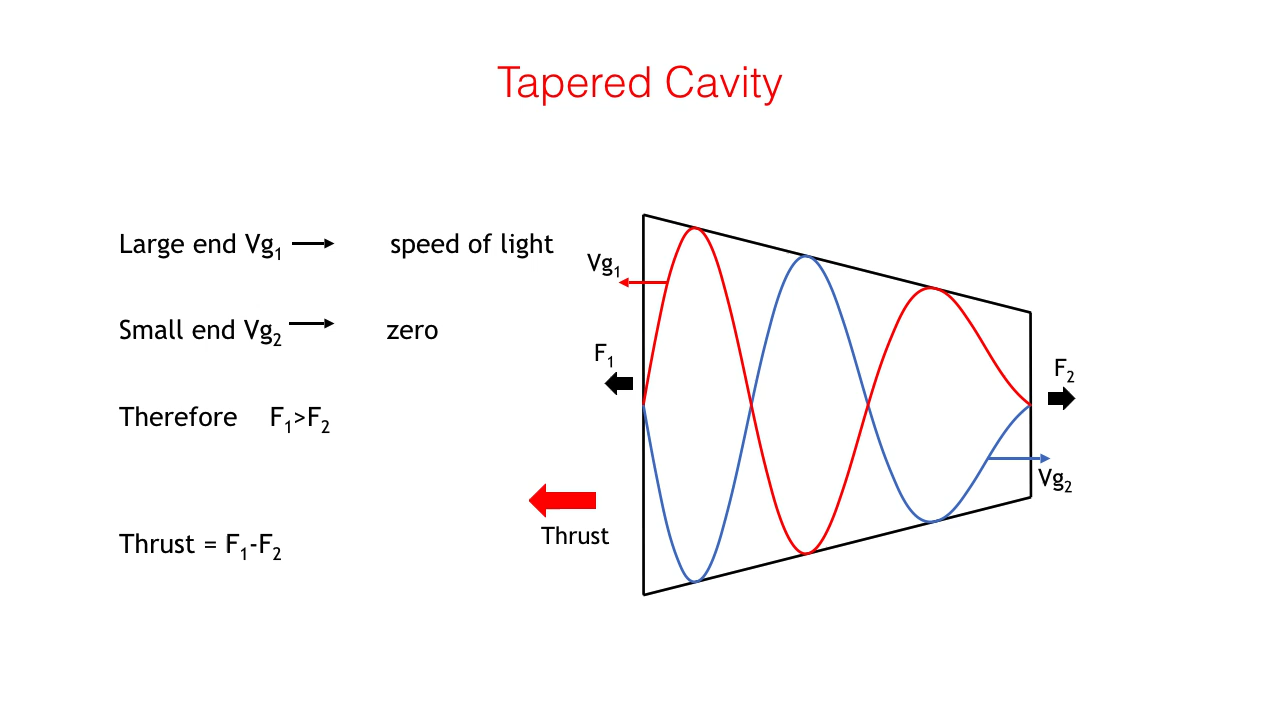 Tapered Cavity
Large end Vg₁ → speed of light
Small end Vg₂ → zero
Therefore F₁>F₂
Thrust = F₁-F₂
Vg₁
F₁
Thrust
F₂
Vg₂